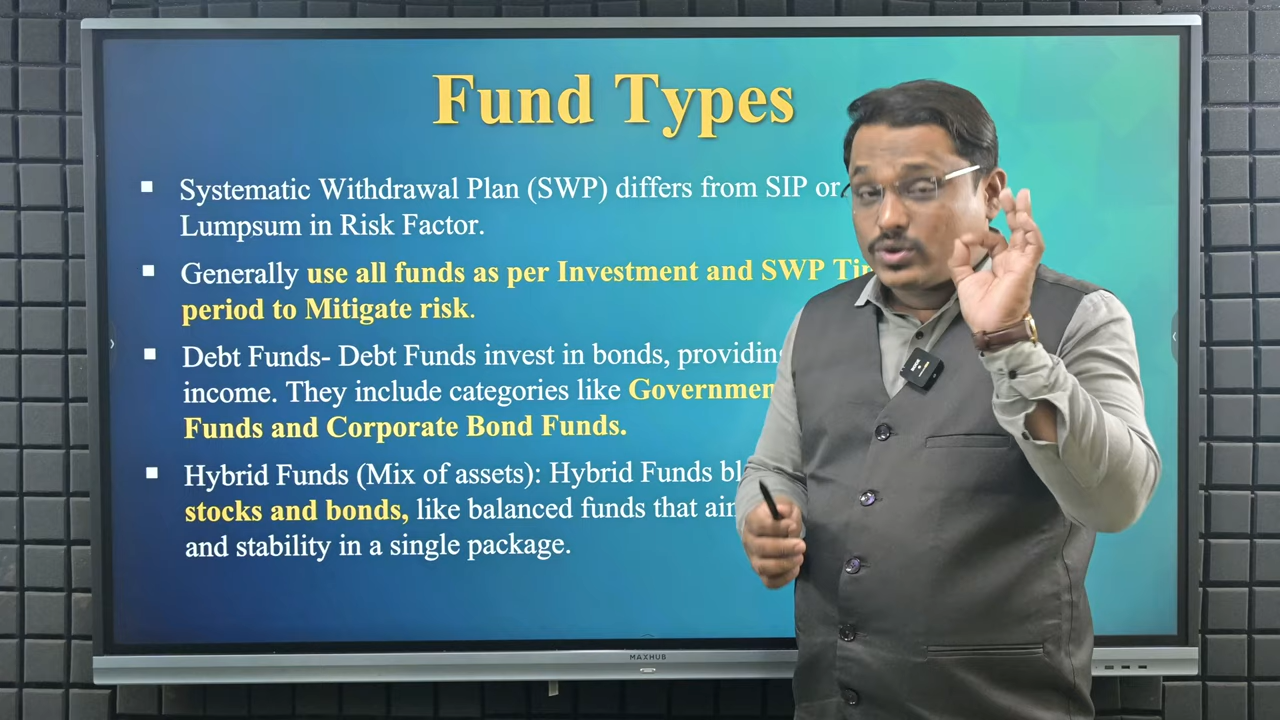 Fund Types
▪ Systematic Withdrawal Plan (SWP) differs from SIP or
Lumpsum in Risk Factor.
▪ Generally use all funds as per Investment and SWP
period to Mitigate risk.
▪ Debt Funds- Debt Funds invest in bonds, providing
income. They include categories like
Funds and Corporate Bond Funds.
▪ Hybrid Funds (Mix of assets): Hybrid Funds
stocks and bonds, like balanced funds that
and stability in a single package.
MAXHUB